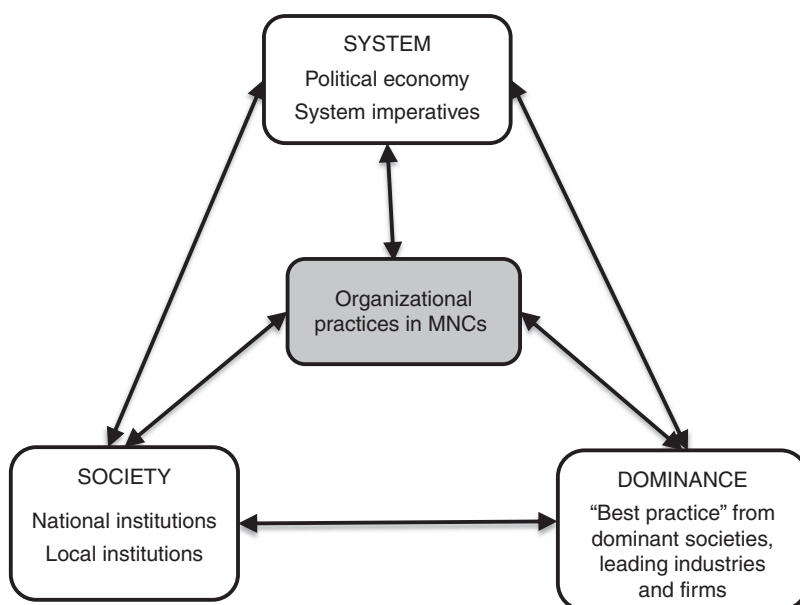 SYSTEM
Political economy
System imperatives
Organizational
practices in MNCs
SOCIETY
National institutions
Local institutions
DOMINANCE
“Best practice” from
dominant societies,
leading industries
and firms